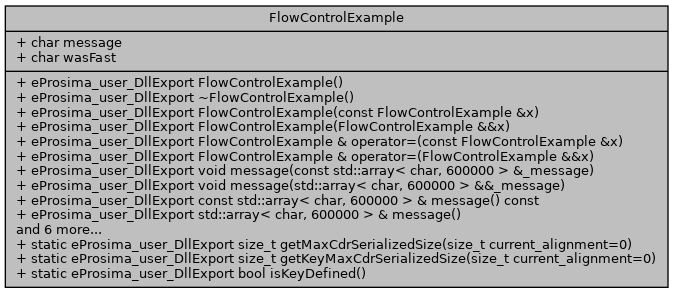 FlowControlExample
+ char message
+ char wasFast
+ eProsima_user_DllExport FlowControlExample()
+ eProsima_user_DllExport ~FlowControlExample()
+ eProsima_user_DllExport FlowControlExample(const FlowControlExample &x)
+ eProsima_user_DllExport FlowControlExample(FlowControlExample &&x)
+ eProsima_user_DllExport FlowControlExample & operator=(const FlowControlExample &x)
+ eProsima_user_DllExport FlowControlExample & operator=(FlowControlExample &&x)
+ eProsima_user_DllExport void message(const std::array< char, 600000 > &_message)
+ eProsima_user_DllExport void message(std::array< char, 600000 > &&_message)
+ eProsima_user_DllExport const std::array< char, 600000 > & message() const
+ eProsima_user_DllExport std::array< char, 600000 > & message()
and 6 more...
+ static eProsima_user_DllExport size_t getMaxCdrSerializedSize(size_t current_alignment=0)
+ static eProsima_user_DllExport size_t getKeyMaxCdrSerializedSize(size_t current_alignment=0)
+ static eProsima_user_DllExport bool isKeyDefined()